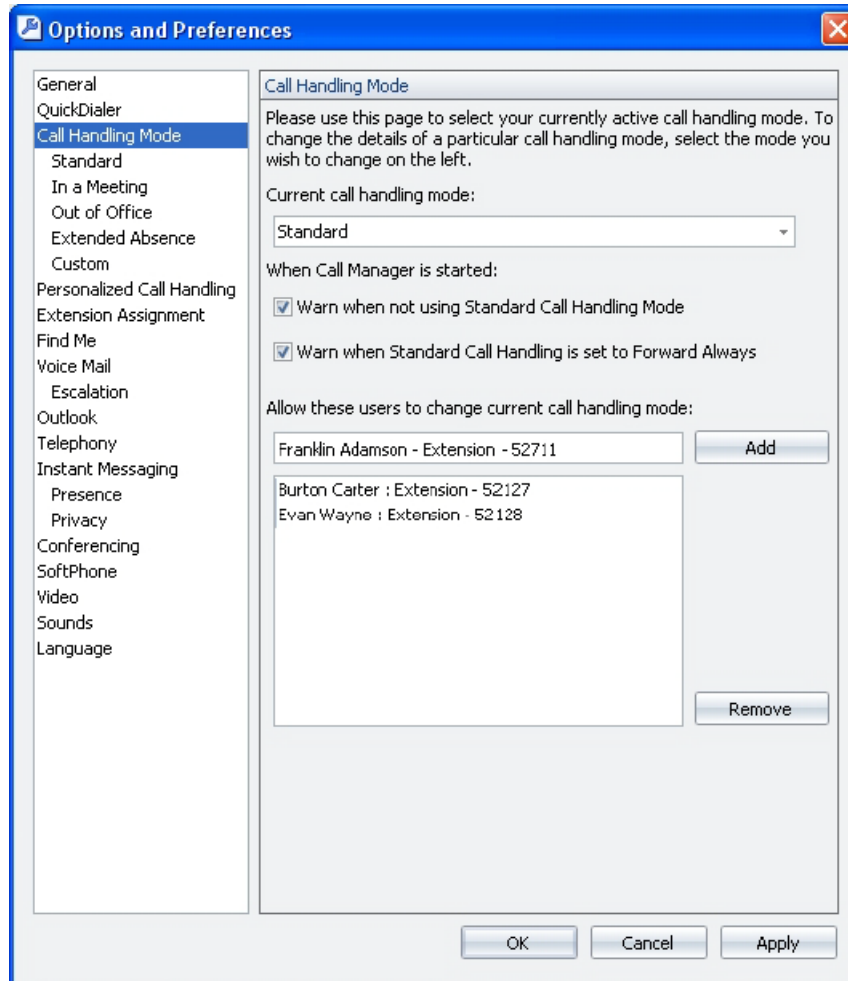 Options and Preferences
General
QuickDialer
Call Handling Mode
Standard
In a Meeting
Out of Office
Extended Absence
Custom
Personalized Call Handling
Extension Assignment
Find Me
Voice Mail
Escalation
Outlook
Telephony
Instant Messaging
Presence
Privacy
Conferencing
SoftPhone
Video
Sounds
Language
Call Handling Mode
Please use this page to select your currently active call handling mode. To
change the details of a particular call handling mode, select the mode you
wish to change on the left.
Current call handling mode:
Standard
When Call Manager is started:
Warn when not using Standard Call Handling Mode
Warn when Standard Call Handling is set to Forward Always
Allow these users to change current call handling mode:
Franklin Adamson - Extension - 52711
Add
Burton Carter : Extension - 52127
Evan Wayne : Extension - 52128
Remove
OK
Cancel
Apply